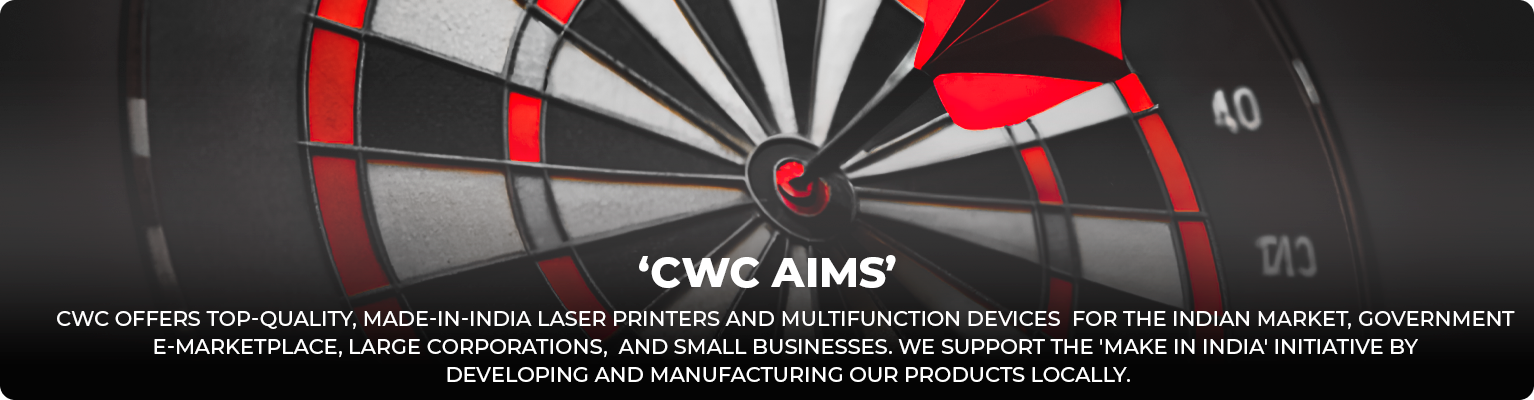 ‘CWC AIMS’
CWC OFFERS TOP-QUALITY, MADE-IN-INDIA LASER PRINTERS AND MULTIFUNCTION DEVICES  FOR THE INDIAN MARKET, GOVERNMENT
E-MARKETPLACE, LARGE CORPORATIONS,  AND SMALL BUSINESSES. WE SUPPORT THE 'MAKE IN INDIA' INITIATIVE BY
DEVELOPING AND MANUFACTURING OUR PRODUCTS LOCALLY.